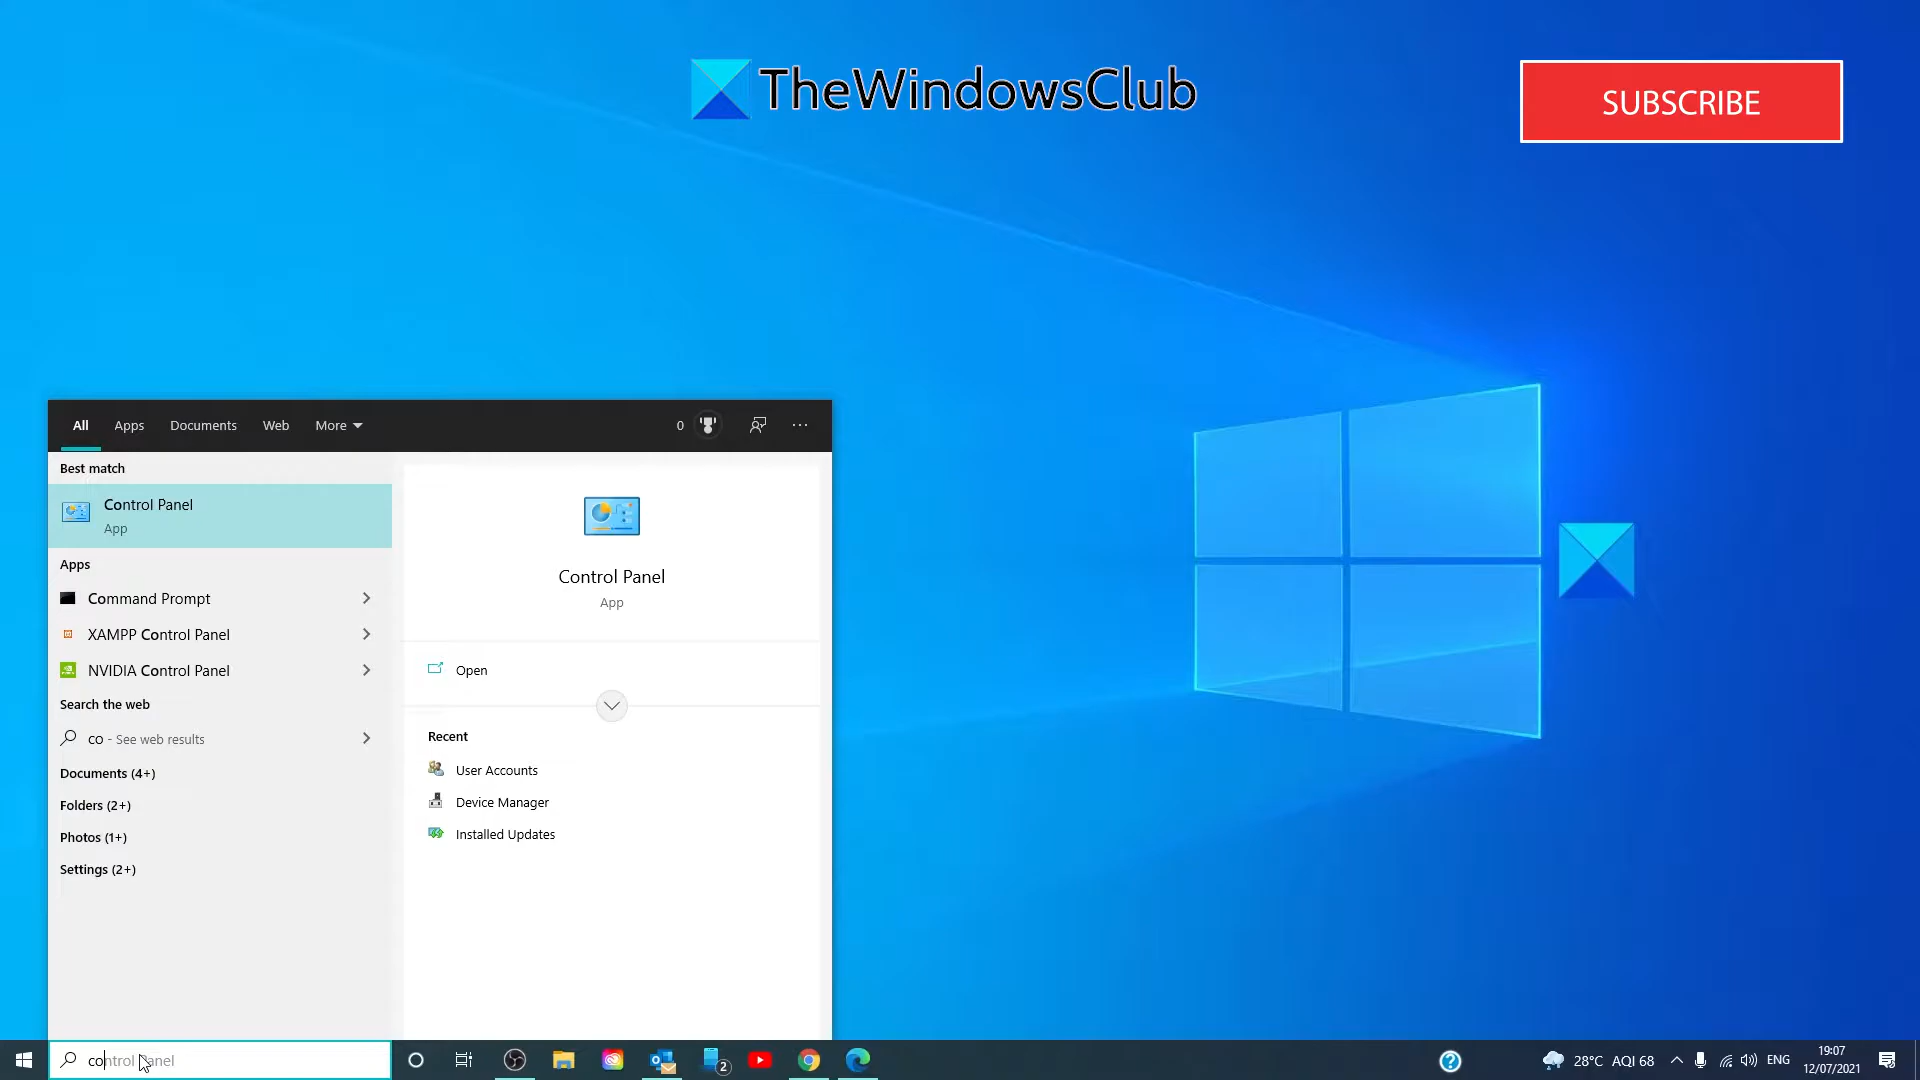 TheWindowsClub
SUBSCRIBE
All Apps Documents Web More 0 ...
Best match
Control Panel
App
Apps
Command Prompt
XAMPP Control Panel
NVIDIA Control Panel
Search the web
co - See web results
Documents (4+)
Folders (2+)
Photos (1+)
Settings (2+)
Control Panel
App
Open
Recent
User Accounts
Device Manager
Installed Updates
control Panel
2
28°C AQI 68
ENG
19:07
12/07/2021